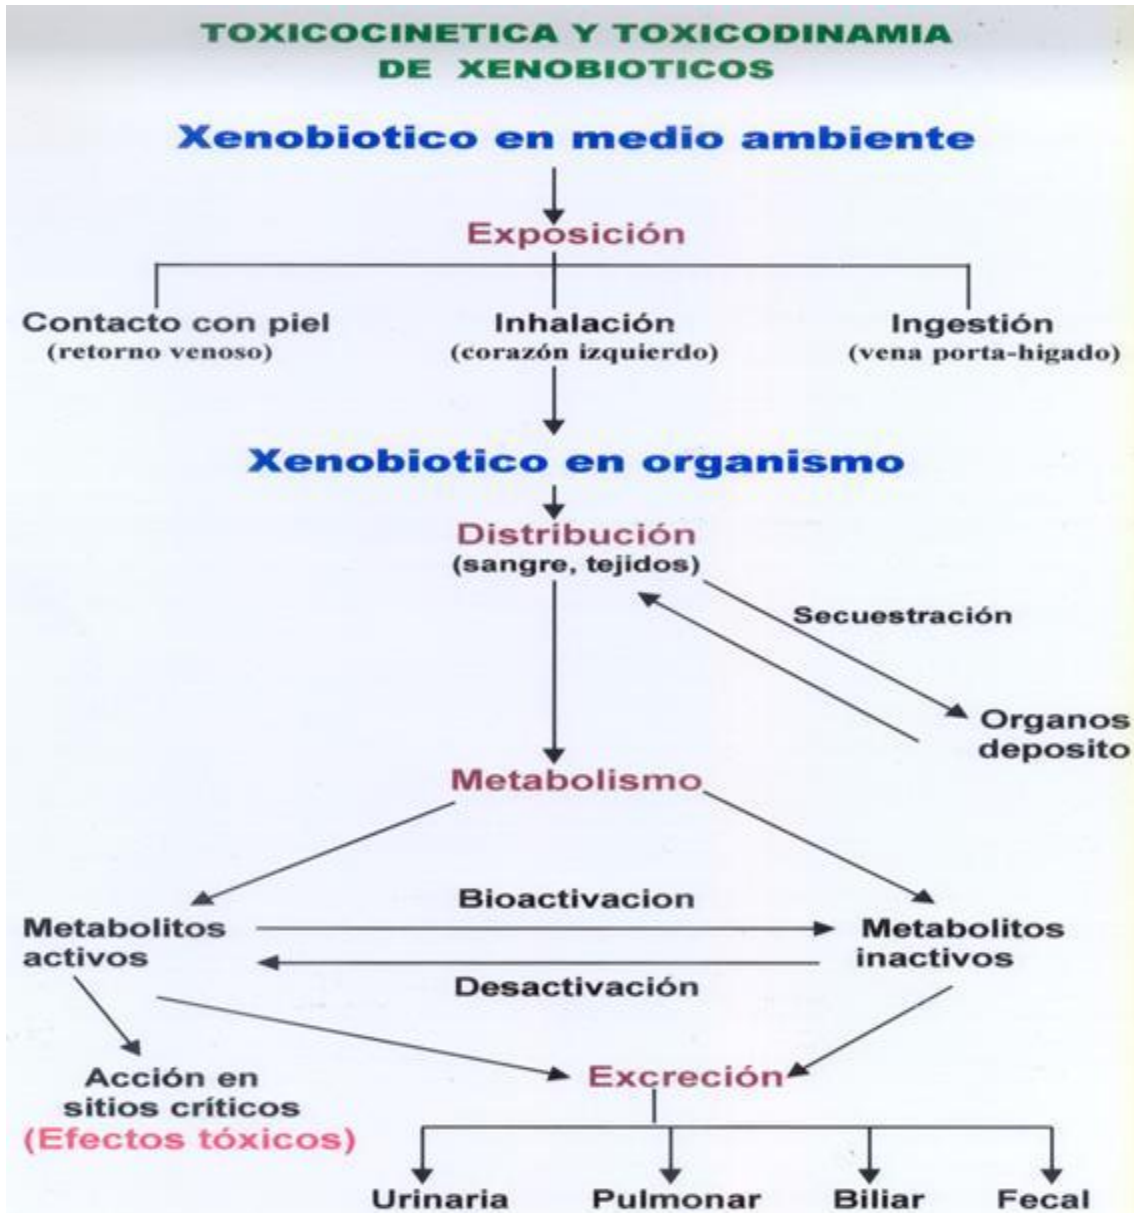 TOXICOCINETICA Y TOXICODINAMIA
DE XENOBIOTICOS
Xenobiotico en medio ambiente
Exposición
Contacto con piel
(retorno venoso)
Inhalación
(corazón izquierdo)
Ingestión
(vena porta-higado)
Xenobiotico en organismo
Distribución
(sangre, tejidos)
Secuestración
Organos
deposito
Metabolismo
Bioactivacion
Metabolitos
activos
Metabolitos
inactivos
Desactivación
Acción en
sitios críticos
(Efectos tóxicos)
Excreción
Urinaria
Pulmonar
Biliar
Fecal